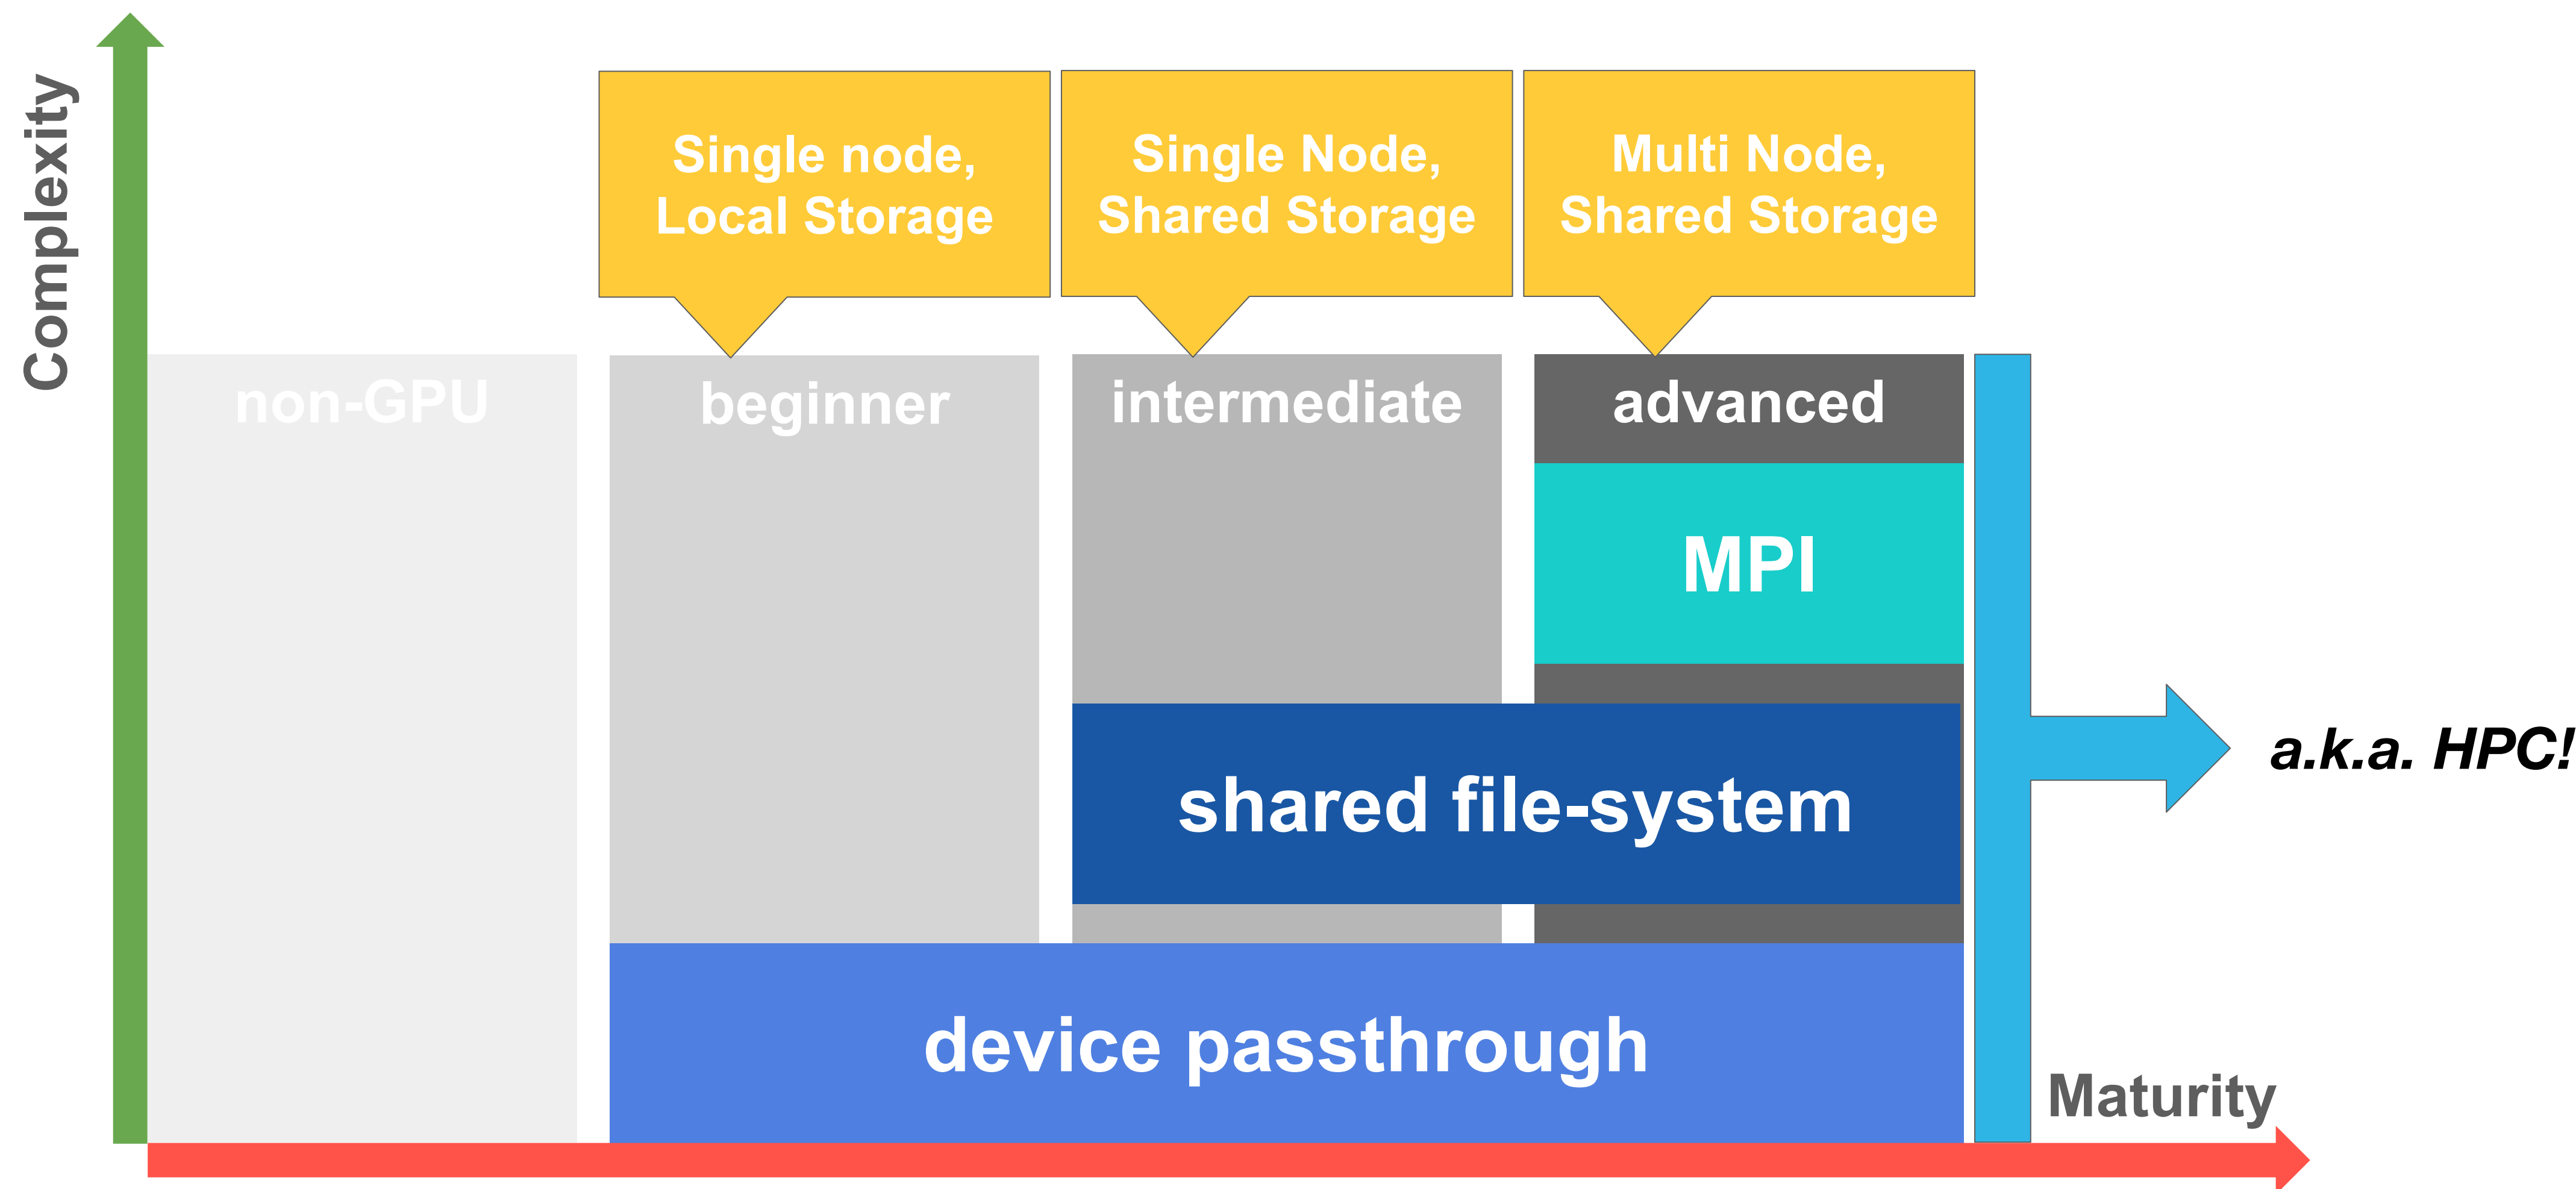 Complexity
Single node,
Local Storage
Single Node,
Shared Storage
Multi Node,
Shared Storage
non-GPU
beginner
intermediate
advanced
MPI
shared file-system
device passthrough
a.k.a. HPC!
Maturity